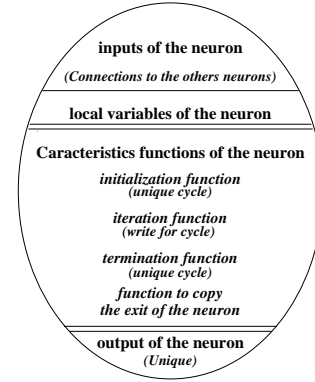 inputs of the neuron
(Connections to the others neurons)
local variables of the neuron
Caracteristics functions of the neuron
initialization function
(unique cycle)
iteration function
(write for cycle)
termination function
(unique cycle)
function to copy
the exit of the neuron
output of the neuron
(Unique)